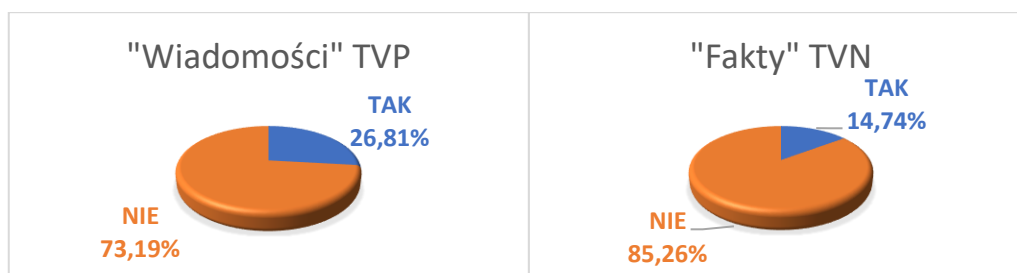 "Wiadomości" TVP
TAK
26,81%
NIE
73,19%
"Fakty" TVN
TAK
14,74%
NIE
85,26%